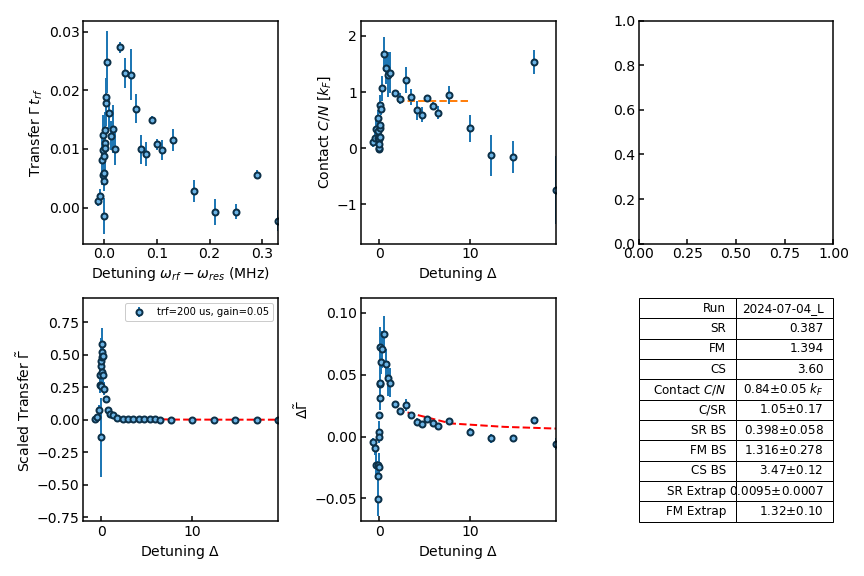 0.03
0.02
0.01
0.00
Transfer Γ t_rf
0.0 0.1 0.2 0.3
Detuning ω_rf − ω_res (MHz)
2
1
0
−1
Contact C/N [k_F]
0 10
Detuning Δ
1.0
0.8
0.6
0.4
0.2
0.0
0.00 0.25 0.50 0.75 1.00
trf=200 us, gain=0.05
0.75
0.50
0.25
0.00
−0.25
−0.50
−0.75
Scaled Transfer Γ̃
0 10
Detuning Δ
0.10
0.05
0.00
−0.05
ΔΓ̃
0 10
Detuning Δ
Run 2024-07-04_L
SR 0.387
FM 1.394
CS 3.60
Contact C/N 0.84±0.05 k_F
C/SR 1.05±0.17
SR BS 0.398±0.058
FM BS 1.316±0.278
CS BS 3.47±0.12
SR Extrap 0.0095±0.0007
FM Extrap 1.32±0.10